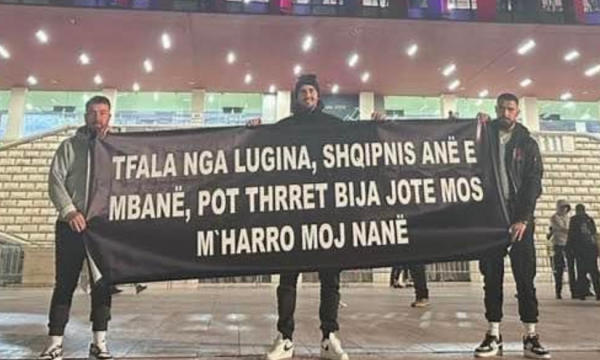 TFALA NGA LUGINA, SHQIPNIS ANË E
MBANË, POT THRRET BIJA JOTE MOS
M`HARRO MOJ NANË